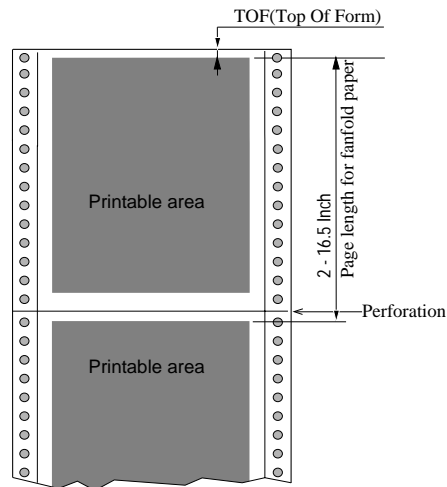 TOF(Top Of Form)
Printable area
2 - 16.5 Inch
Page length for fanfold paper
Perforation
Printable area